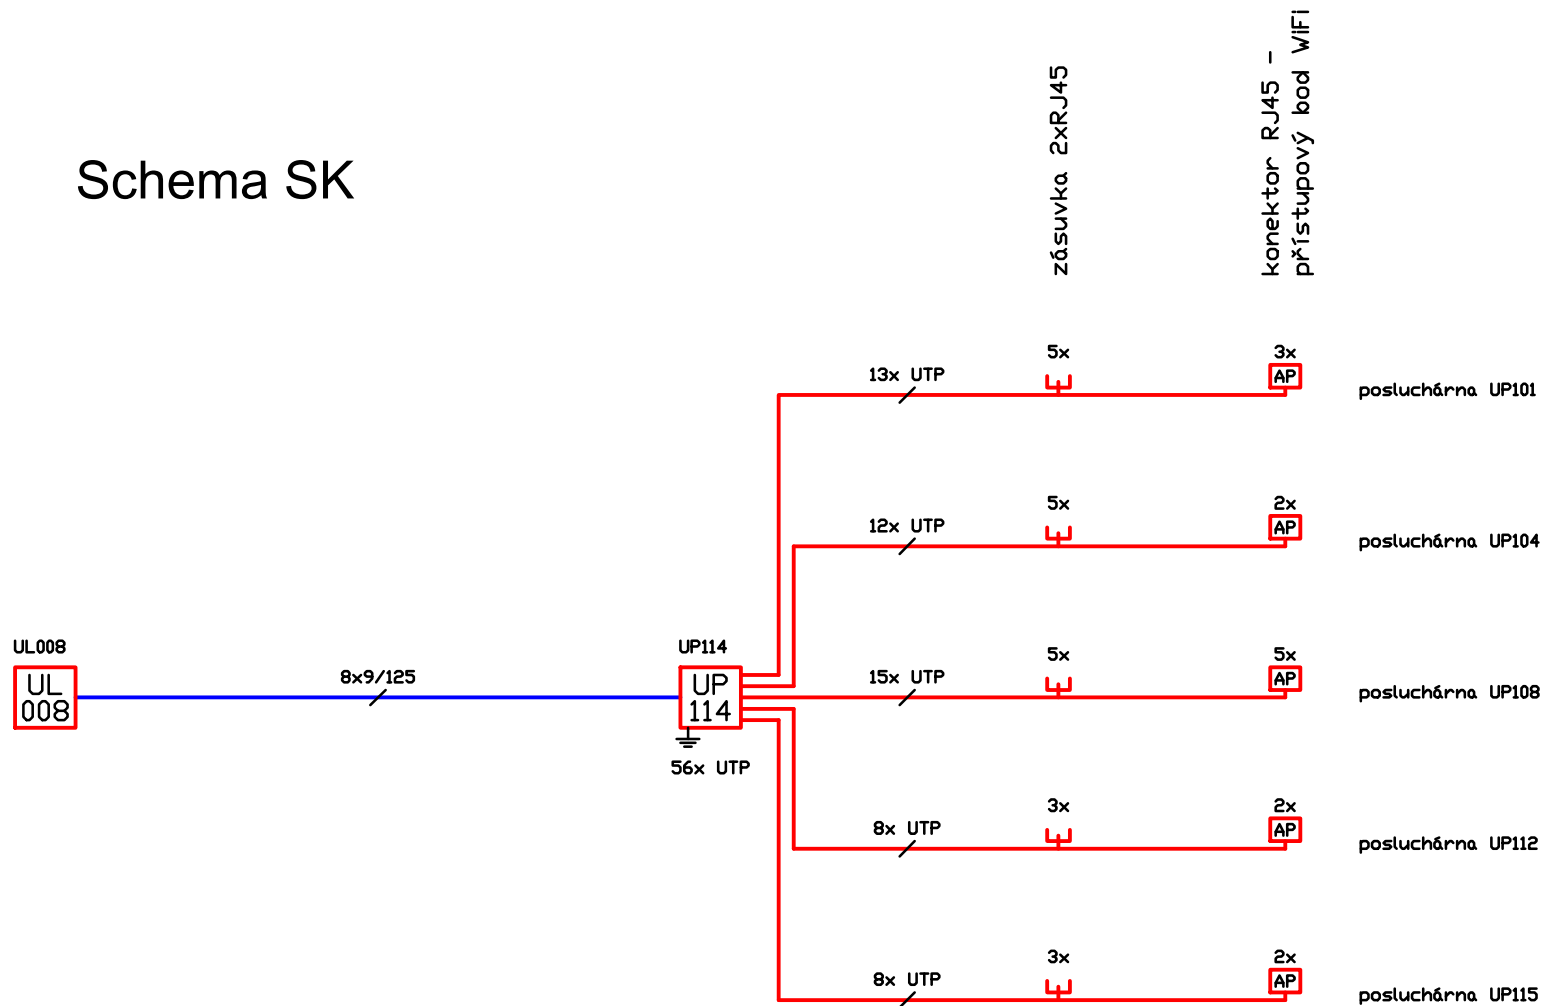 Schema SK
zásuvka 2xRJ45
konektor RJ45 -
přístupový bod WiFi
13x UTP
5x
3x
AP
posluchárna UP101
12x UTP
5x
2x
AP
posluchárna UP104
UL008
UL
008
8x9/125
UP114
UP
114
56x UTP
15x UTP
5x
5x
AP
posluchárna UP108
8x UTP
3x
2x
AP
posluchárna UP112
8x UTP
3x
2x
AP
posluchárna UP115